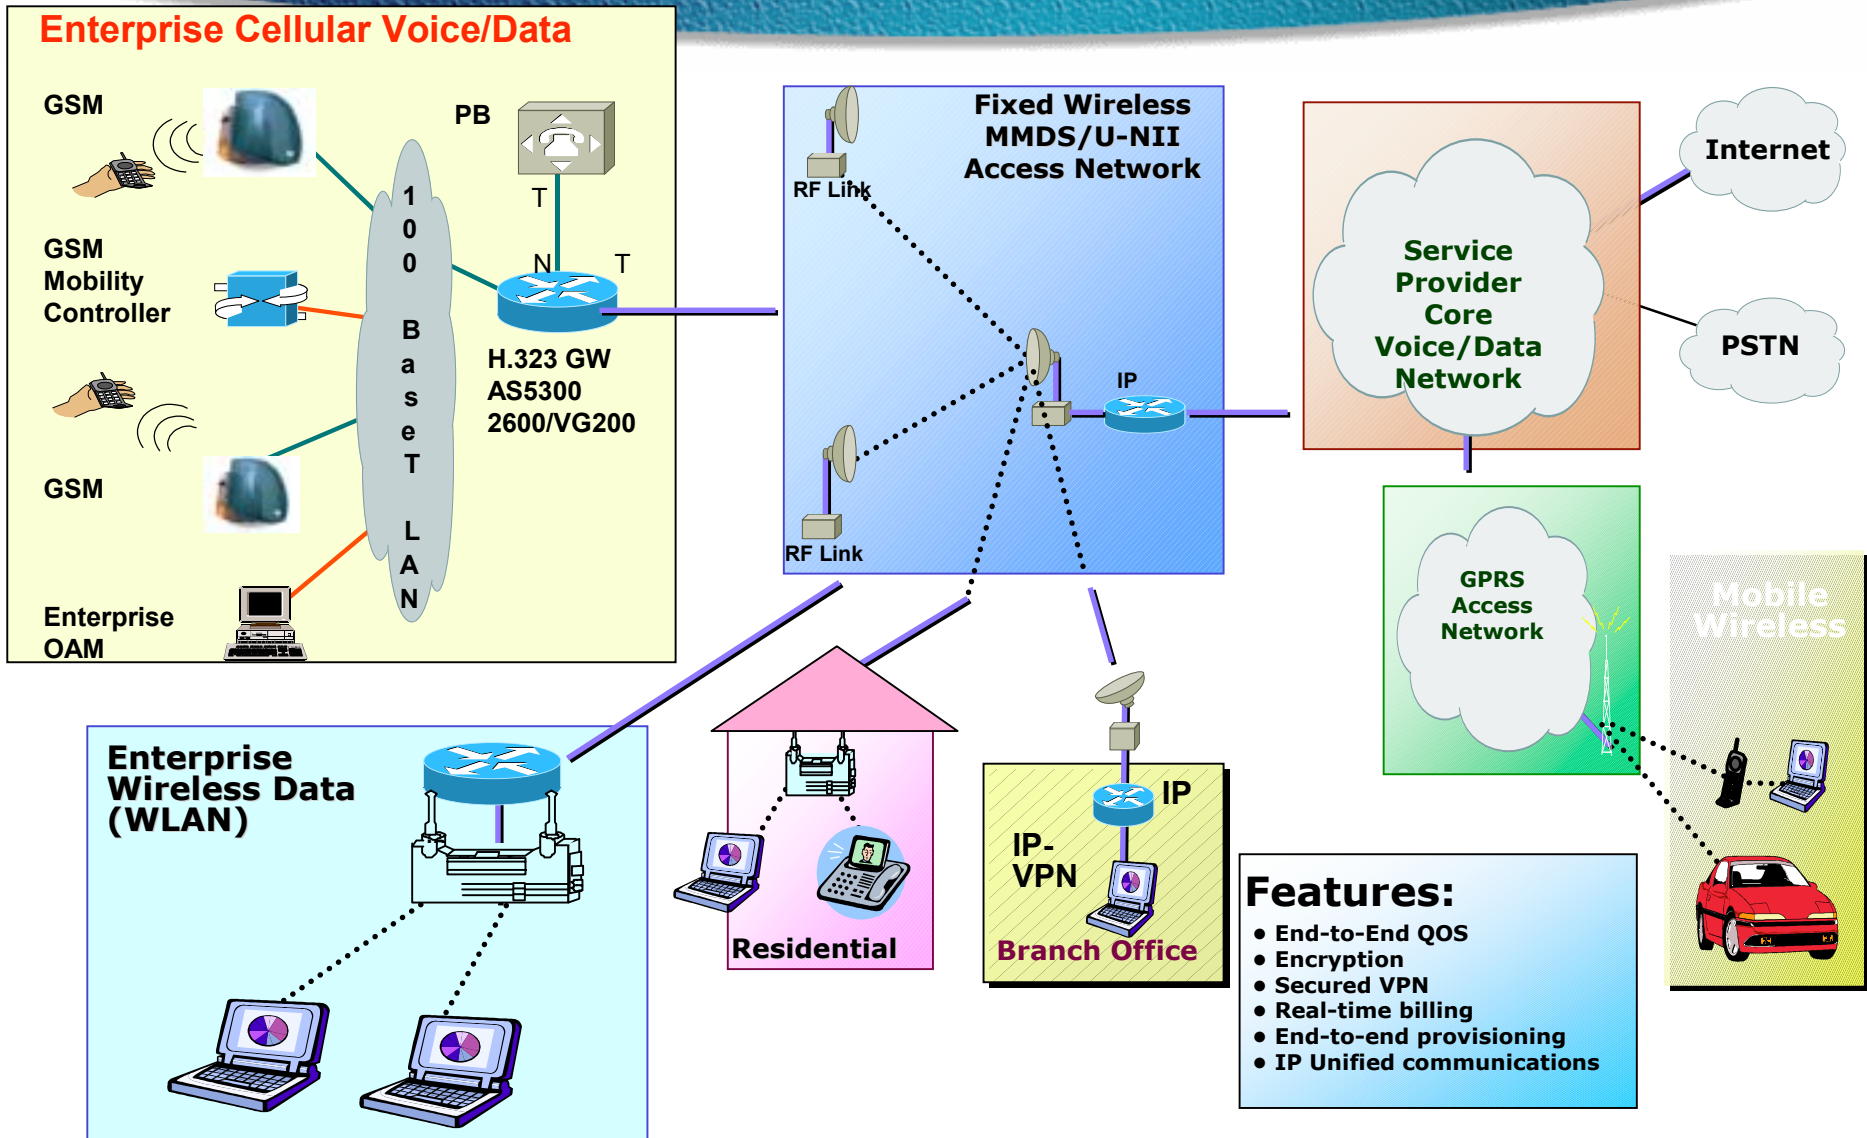 Enterprise Cellular Voice/Data
GSM
PB
T
N
T
GSM
Mobility
Controller
100 BaseT LAN
H.323 GW
AS5300
2600/VG200
GSM
Enterprise
OAM
Fixed Wireless
MMDS/U-NII
Access Network
RF Link
IP
RF Link
Service
Provider
Core
Voice/Data
Network
Internet
PSTN
GPRS
Access
Network
Mobile
Wireless
Enterprise
Wireless Data
(WLAN)
Residential
IP
IP-
VPN
Branch Office
Features:
• End-to-End QOS
• Encryption
• Secured VPN
• Real-time billing
• End-to-end provisioning
• IP Unified communications